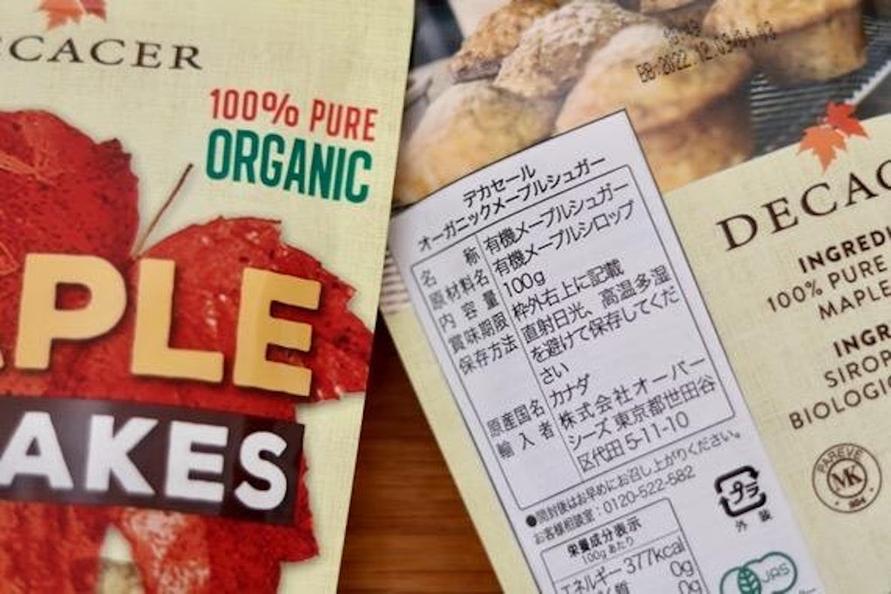 ECACER
100% PURE
ORGANIC
PLE
AKES
BB 2022.12.03
デカセール
オーガニックメープルシュガー
名 称 有機メープルシュガー
原材料名 有機メープルシロップ
内 容 量 100g
賞味期限 枠外右上に記載
保存方法 直射日光、高温多湿
を避けて保存してくだ
さい
原産国名 カナダ
輸 入 者 株式会社オーバー
シーズ 東京都世田谷
区代田 5-11-10
●開封後はお早めにお召し上がりください。
お客様相談室:0120-522-582
栄養成分表示
100gあたり
エネルギー 377kcal
質 0g
0g
プラ
外 装
JAS
DECAC
INGREDI
100% PURE
MAPLE
INGR
SIROP
BIOLOGI
PAREVE
MK